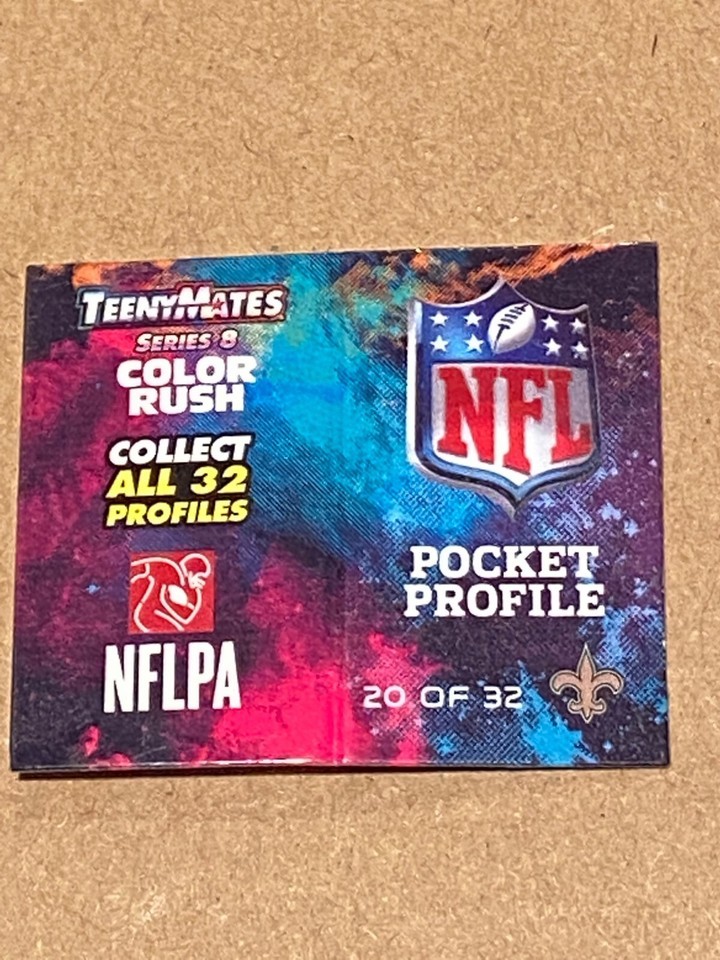 TEENYMATES
SERIES 8
COLOR
RUSH
COLLECT
ALL 32
PROFILES
NFLPA
NFL
POCKET
PROFILE
20 OF 32